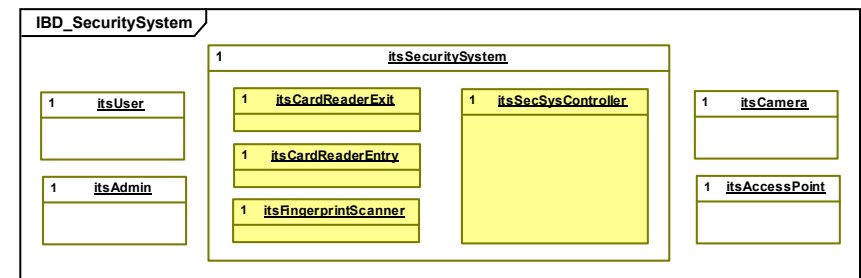 IBD_SecuritySystem
1 itsSecuritySystem
1 itsUser
1 itsAdmin
1 itsCardReaderExit
1 itsCardReaderEntry
1 itsFingerprintScanner
1 itsSecSysController
1 itsCamera
1 itsAccessPoint